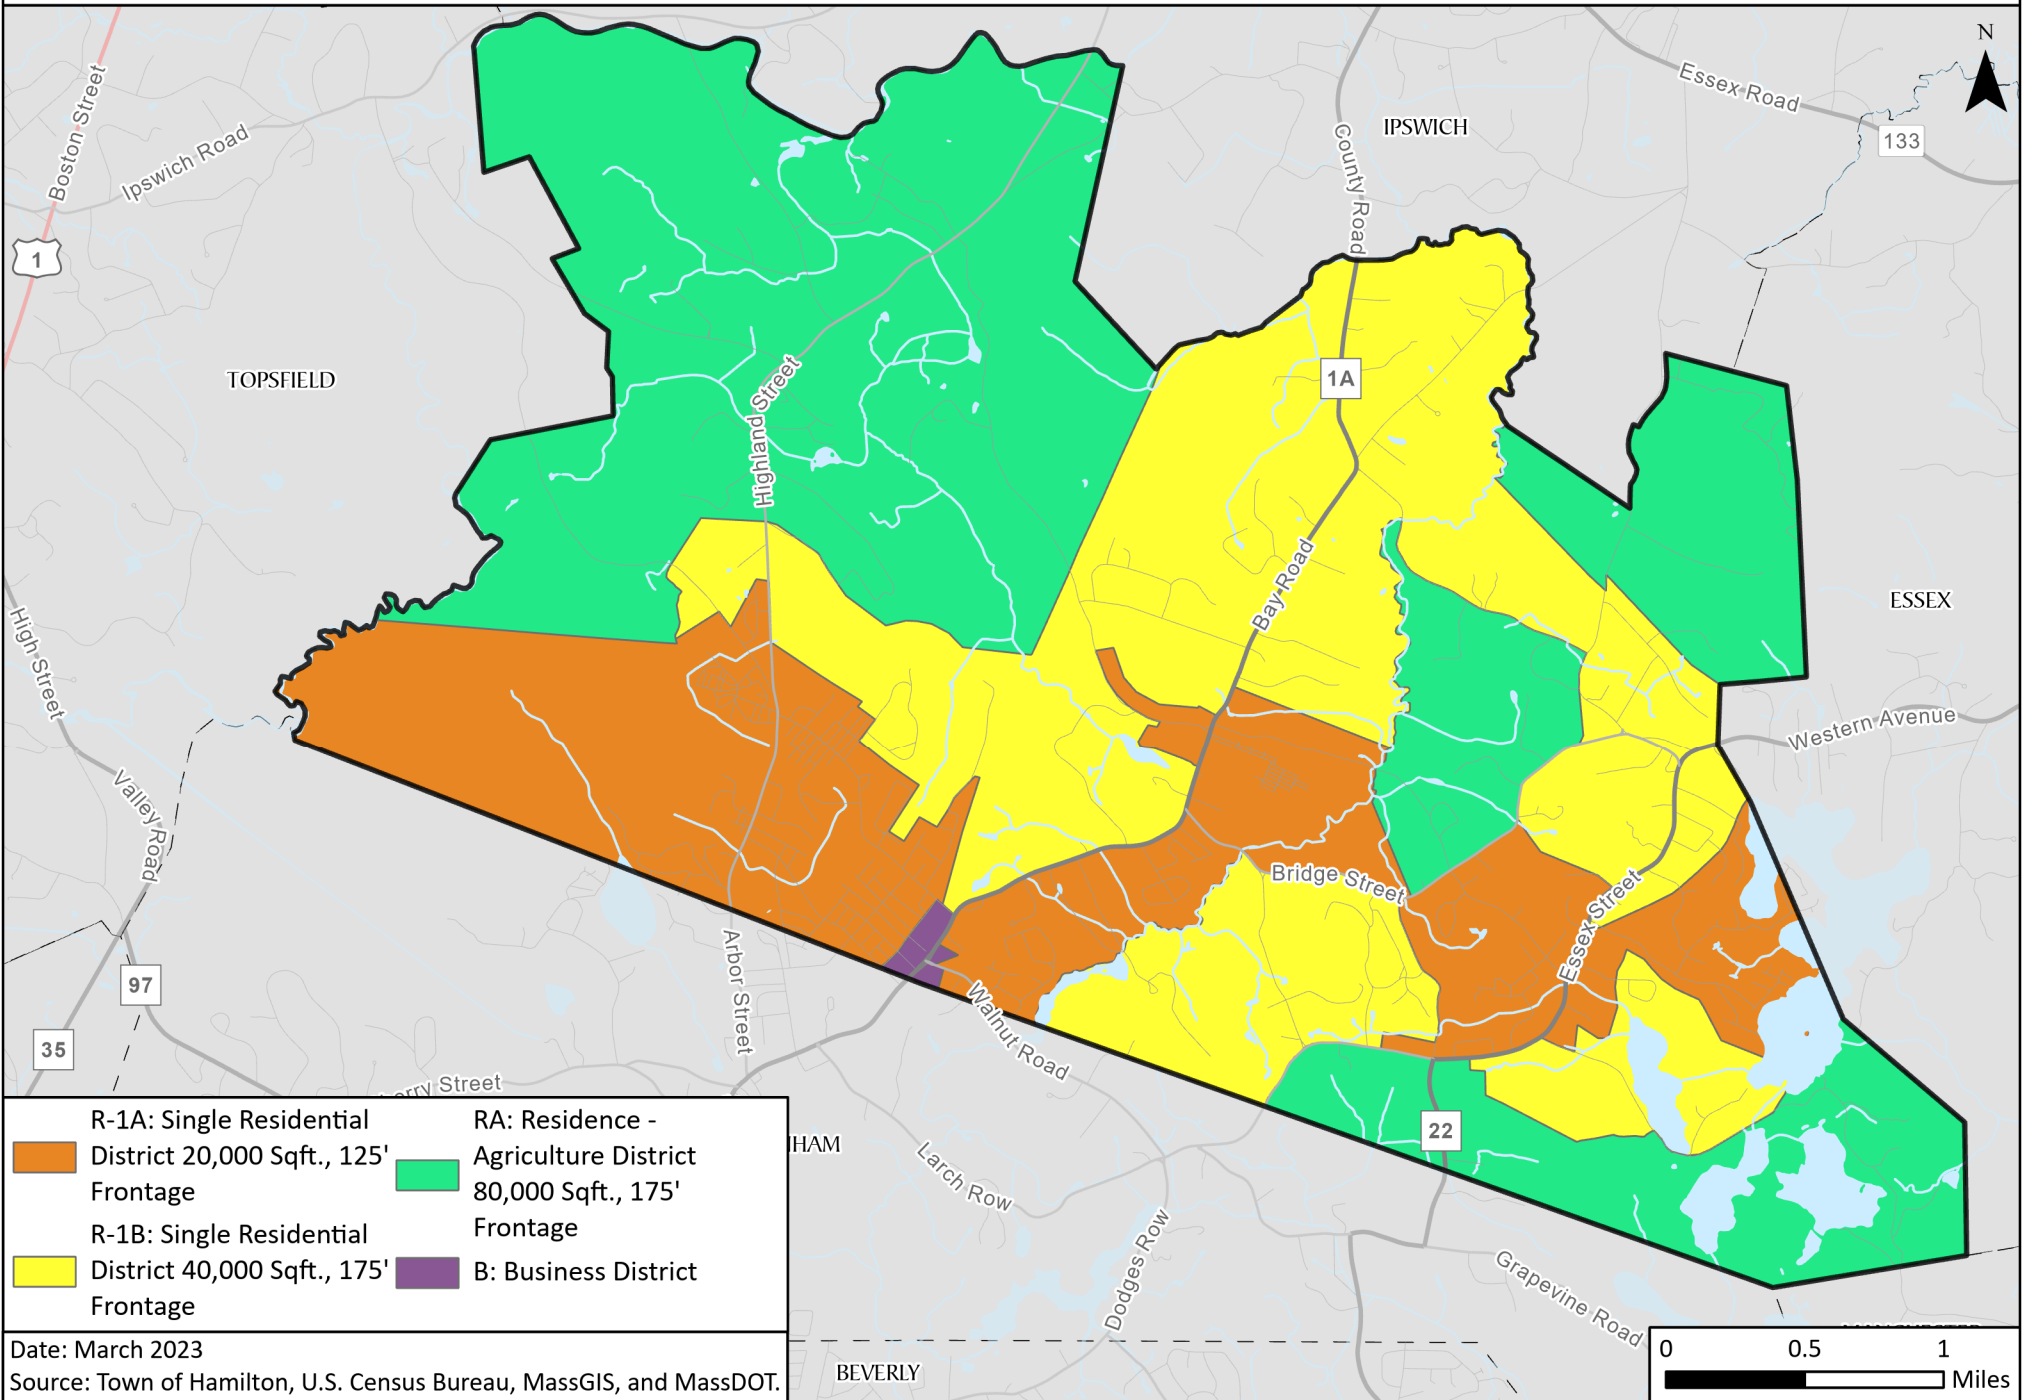 N
Essex Road
133
IPSWICH
Boston Street
Ipswich Road
County Road
1
TOPSFIELD
1A
Highland Street
Bay Road
ESSEX
High Street
Western Avenue
Valley Road
Bridge Street
Essex Street
Arbor Street
97
Walnut Road
35
erry Street
22
HAM
Larch Row
Dodges Row
Grapevine Road
BEVERLY
R-1A: Single Residential
District 20,000 Sqft., 125'
Frontage
R-1B: Single Residential
District 40,000 Sqft., 175'
Frontage
RA: Residence -
Agriculture District
80,000 Sqft., 175'
Frontage
B: Business District
Date: March 2023
Source: Town of Hamilton, U.S. Census Bureau, MassGIS, and MassDOT.
0 0.5 1
Miles